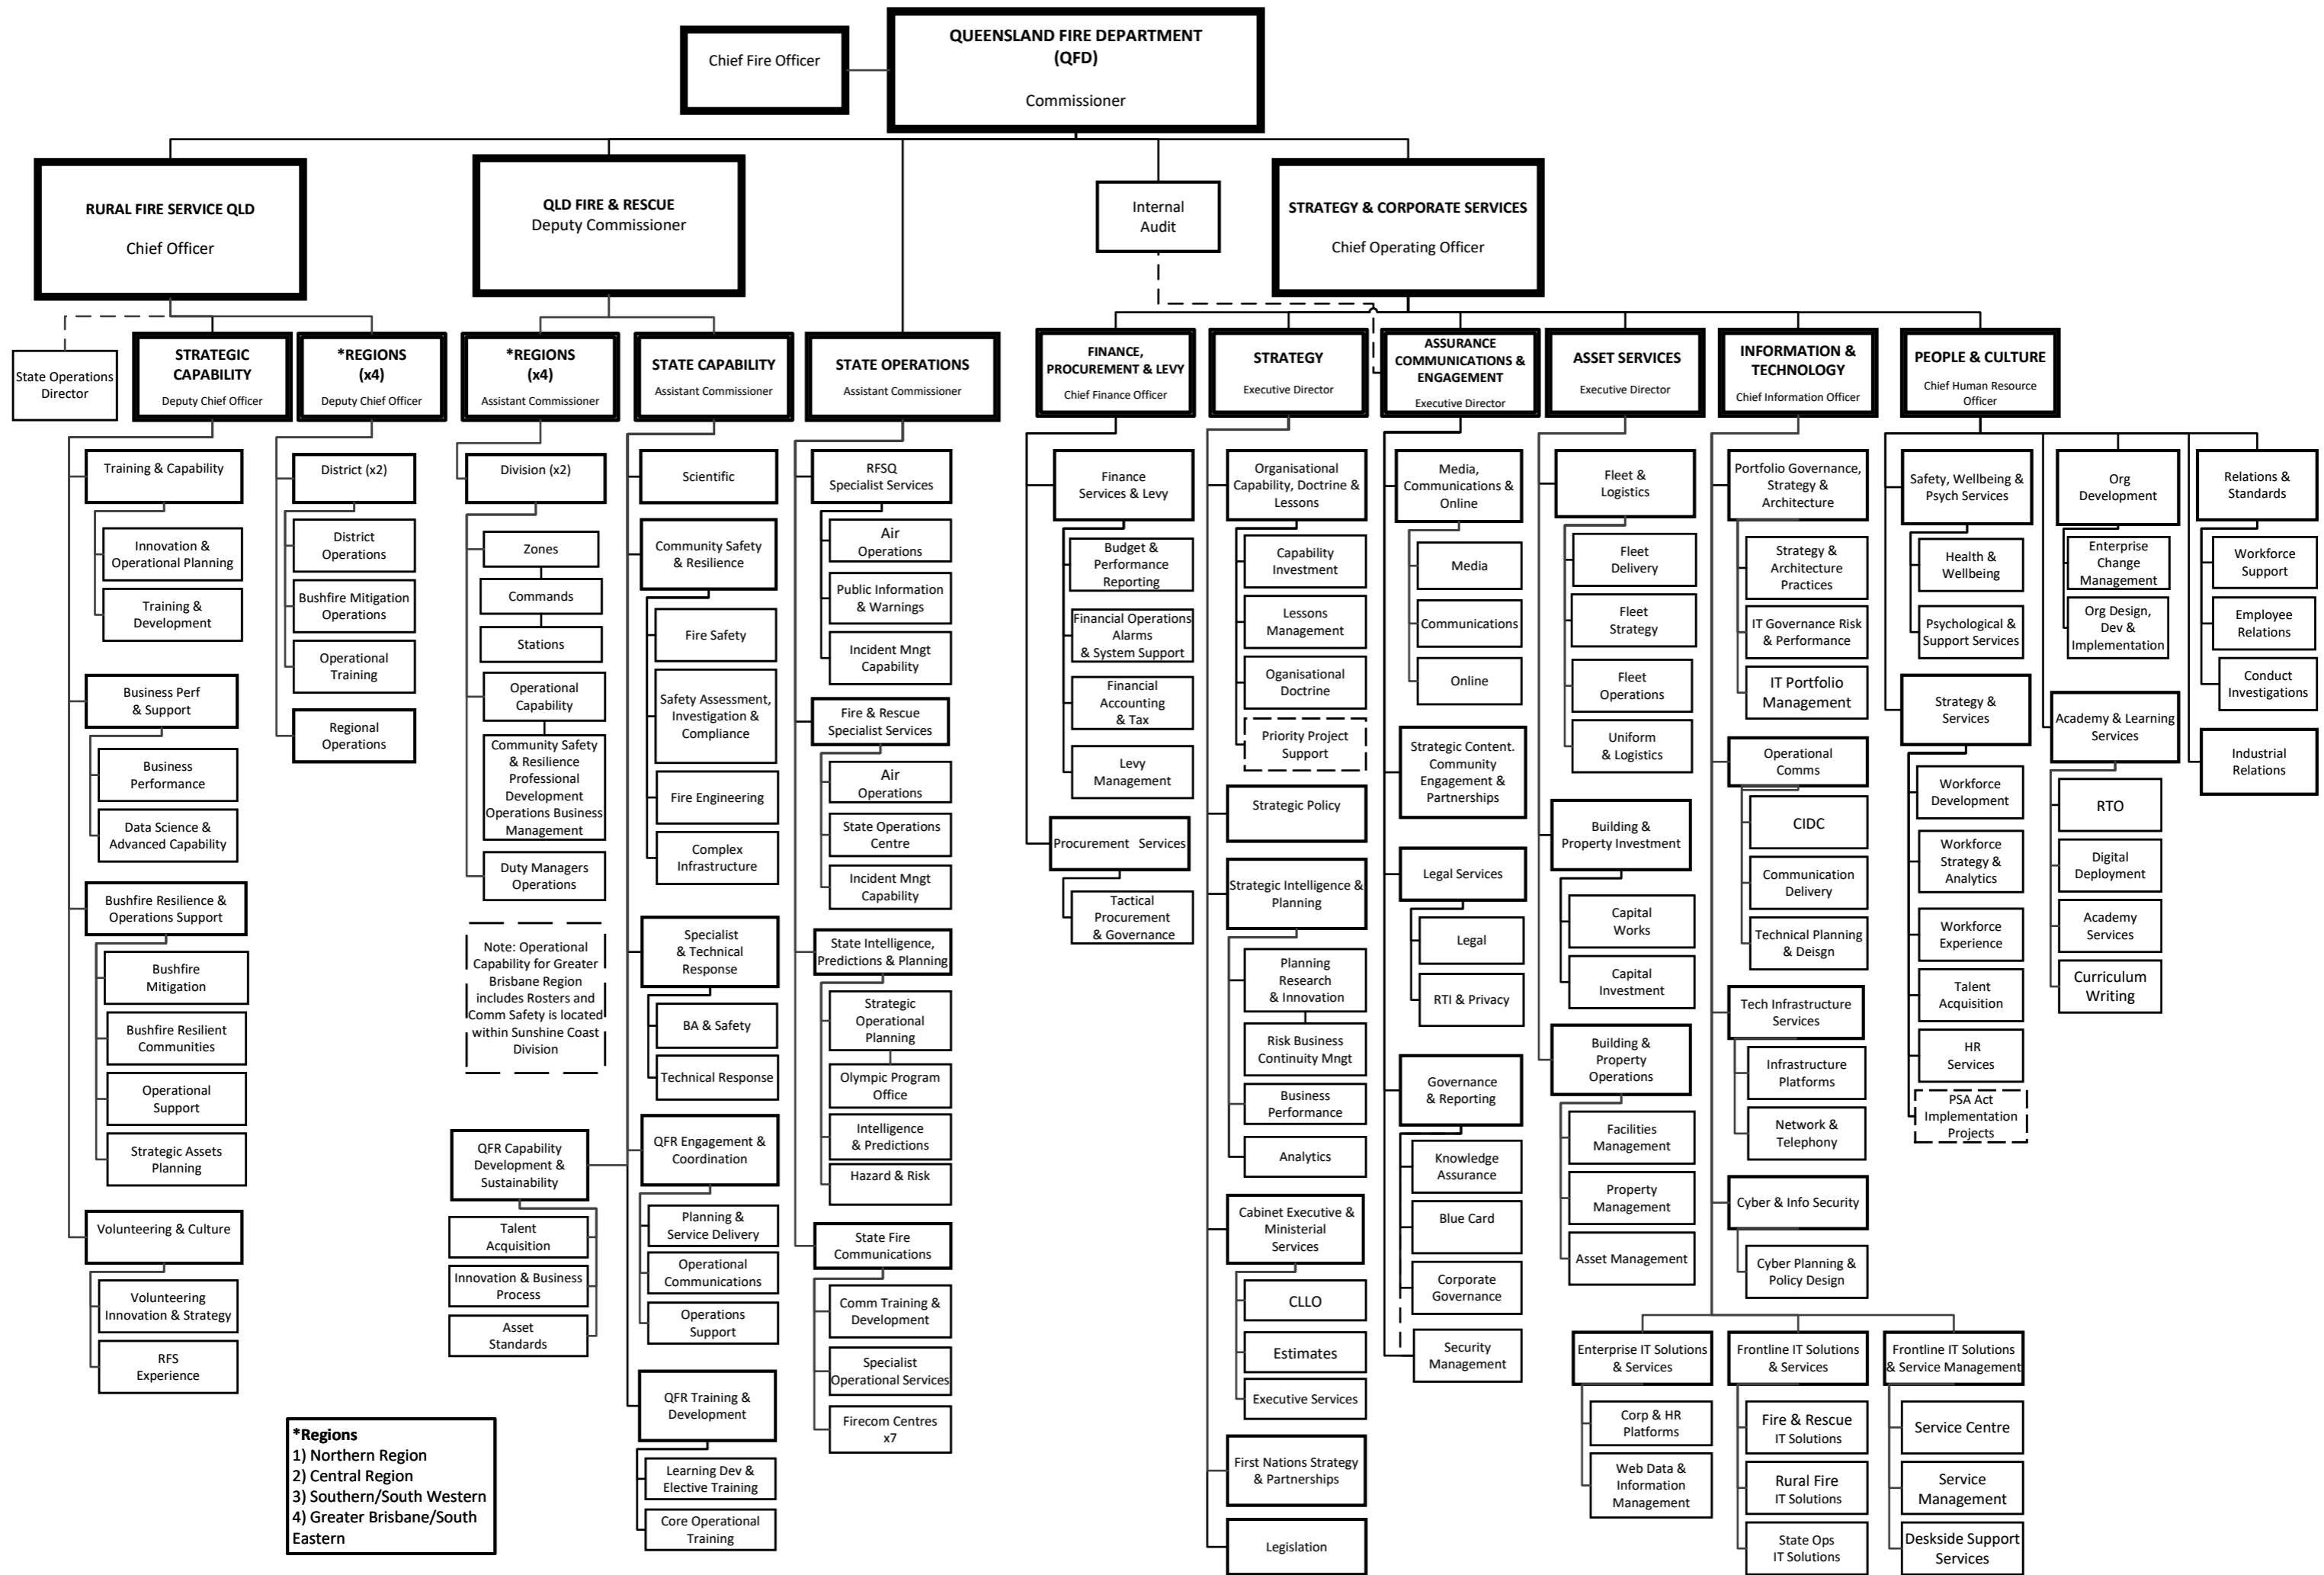 Chief Fire Officer
QUEENSLAND FIRE DEPARTMENT
(QFD)
Commissioner
RURAL FIRE SERVICE QLD
Chief Officer
QLD FIRE & RESCUE
Deputy Commissioner
Internal
Audit
STRATEGY & CORPORATE SERVICES
Chief Operating Officer
State Operations
Director
STRATEGIC
CAPABILITY
Deputy Chief Officer
*REGIONS
(x4)
Deputy Chief Officer
*REGIONS
(x4)
Assistant Commissioner
STATE CAPABILITY
Assistant Commissioner
STATE OPERATIONS
Assistant Commissioner
FINANCE,
PROCUREMENT & LEVY
Chief Finance Officer
STRATEGY
Executive Director
ASSURANCE
COMMUNICATIONS &
ENGAGEMENT
Executive Director
ASSET SERVICES
Executive Director
INFORMATION &
TECHNOLOGY
Chief Information Officer
PEOPLE & CULTURE
Chief Human Resource
Officer
Training & Capability
Innovation &
Operational Planning
Training &
Development
Business Perf
& Support
Business
Performance
Data Science &
Advanced Capability
Bushfire Resilience &
Operations Support
Bushfire
Mitigation
Bushfire Resilient
Communities
Operational
Support
Strategic Assets
Planning
Volunteering & Culture
Volunteering
Innovation & Strategy
RFS
Experience
District (x2)
District
Operations
Bushfire Mitigation
Operations
Operational
Training
Regional
Operations
Division (x2)
Zones
Commands
Stations
Operational
Capability
Community Safety
& Resilience
Professional
Development
Operations Business
Management
Duty Managers
Operations
Note: Operational
Capability for Greater
Brisbane Region
includes Rosters and
Comm Safety is located
within Sunshine Coast
Division
QFR Capability
Development &
Sustainability
Talent
Acquisition
Innovation & Business
Process
Asset
Standards
Scientific
Community Safety
& Resilience
Fire Safety
Safety Assessment,
Investigation &
Compliance
Fire Engineering
Complex
Infrastructure
Specialist
& Technical
Response
BA & Safety
Technical Response
QFR Engagement &
Coordination
Planning &
Service Delivery
Operational
Communications
Operations
Support
QFR Training &
Development
Learning Dev &
Elective Training
Core Operational
Training
RFSQ
Specialist Services
Air
Operations
Public Information
& Warnings
Incident Mngt
Capability
Fire & Rescue
Specialist Services
Air
Operations
State Operations
Centre
Incident Mngt
Capability
State Intelligence,
Predictions & Planning
Strategic
Operational
Planning
Olympic Program
Office
Intelligence
& Predictions
Hazard & Risk
State Fire
Communications
Comm Training &
Development
Specialist
Operational Services
Firecom Centres
x7
Finance
Services & Levy
Budget &
Performance
Reporting
Financial Operations
Alarms
& System Support
Financial
Accounting
& Tax
Levy
Management
Procurement Services
Tactical
Procurement
& Governance
Organisational
Capability, Doctrine &
Lessons
Capability
Investment
Lessons
Management
Oganisational
Doctrine
Priority Project
Support
Strategic Policy
Strategic Intelligence &
Planning
Planning
Research
& Innovation
Risk Business
Continuity Mngt
Business
Performance
Analytics
Cabinet Executive &
Ministerial
Services
CLLO
Estimates
Executive Services
First Nations Strategy
& Partnerships
Legislation
Media,
Communications &
Online
Media
Communications
Online
Strategic Content.
Community
Engagement &
Partnerships
Legal Services
Legal
RTI & Privacy
Governance
& Reporting
Knowledge
Assurance
Blue Card
Corporate
Governance
Security
Management
Fleet &
Logistics
Fleet
Delivery
Fleet
Strategy
Fleet
Operations
Uniform
& Logistics
Building &
Property Investment
Capital
Works
Capital
Investment
Building &
Property
Operations
Facilities
Management
Property
Management
Asset Management
Portfolio Governance,
Strategy &
Architecture
Strategy &
Architecture
Practices
IT Governance Risk
& Performance
IT Portfolio
Management
Operational
Comms
CIDC
Communication
Delivery
Technical Planning
& Deisgn
Tech Infrastructure
Services
Infrastructure
Platforms
Network &
Telephony
Cyber & Info Security
Cyber Planning &
Policy Design
Enterprise IT Solutions
& Services
Corp & HR
Platforms
Web Data &
Information
Management
Frontline IT Solutions
& Services
Fire & Rescue
IT Solutions
Rural Fire
IT Solutions
State Ops
IT Solutions
Frontline IT Solutions
& Service Management
Service Centre
Service
Management
Deskside Support
Services
Safety, Wellbeing &
Psych Services
Health &
Wellbeing
Psychological &
Support Services
Strategy &
Services
Workforce
Development
Workforce
Strategy &
Analytics
Workforce
Experience
Talent
Acquisition
HR
Services
PSA Act
Implementation
Projects
Org
Development
Enterprise
Change
Management
Org Design,
Dev &
Implementation
Academy & Learning
Services
RTO
Digital
Deployment
Academy
Services
Curriculum
Writing
Relations &
Standards
Workforce
Support
Employee
Relations
Conduct
Investigations
Industrial
Relations
*Regions
1) Northern Region
2) Central Region
3) Southern/South Western
4) Greater Brisbane/South
Eastern